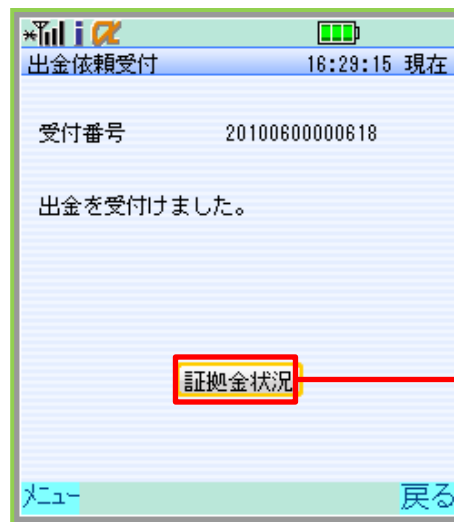 出金依頼受付 16:29:15 現在
受付番号 20100600000618
出金を受付けました。
証拠金状況
メニュー 戻る